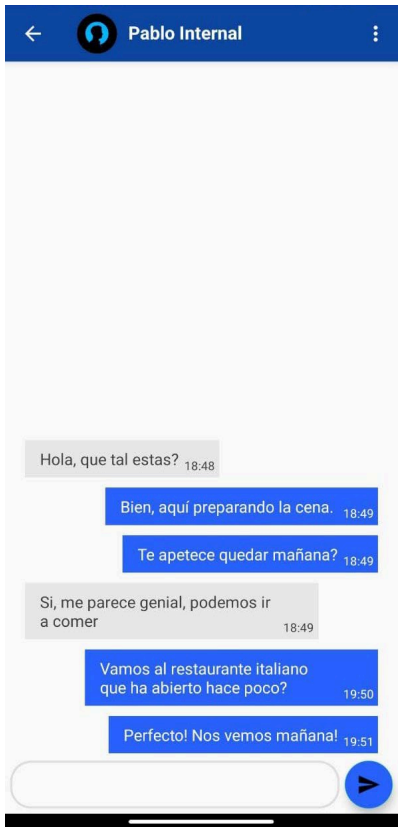 Pablo Internal
Hola, que tal estas? 18:48
Bien, aquí preparando la cena. 18:49
Te apetece quedar mañana? 18:49
Si, me parece genial, podemos ir
a comer 18:49
Vamos al restaurante italiano
que ha abierto hace poco? 19:50
Perfecto! Nos vemos mañana! 19:51